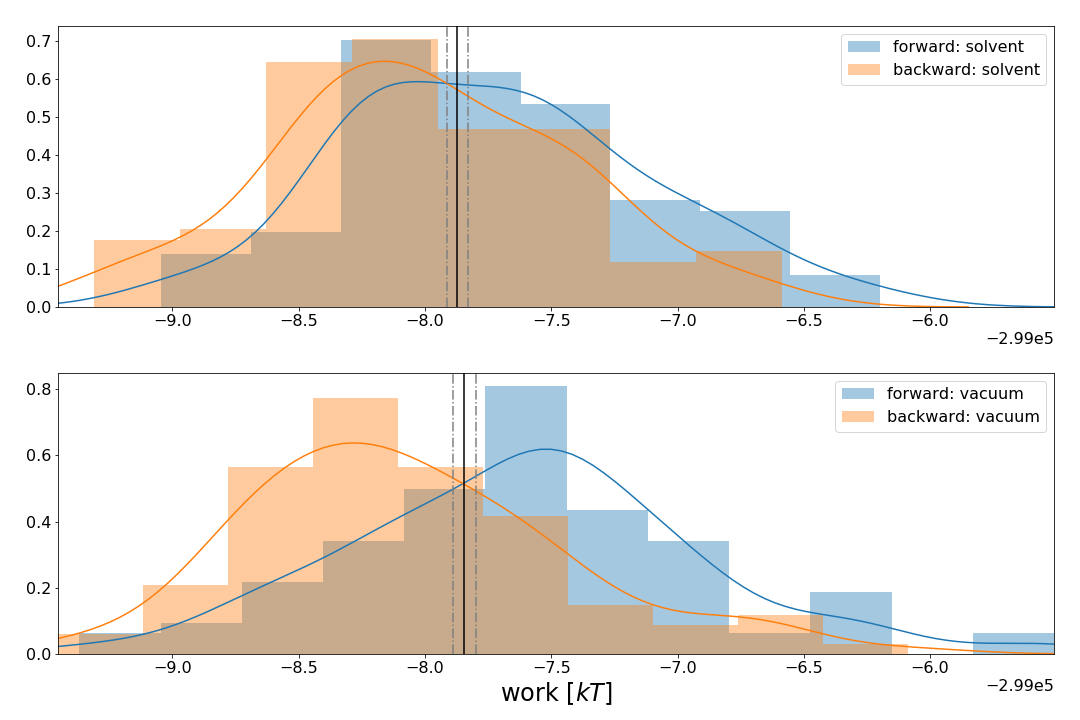 0.7
0.6
0.5
0.4
0.3
0.2
0.1
0.0
forward: solvent
backward: solvent
−9.0 −8.5 −8.0 −7.5 −7.0 −6.5 −6.0
−2.99e5
0.8
0.6
0.4
0.2
0.0
forward: vacuum
backward: vacuum
−9.0 −8.5 −8.0 −7.5 −7.0 −6.5 −6.0
−2.99e5
work [kT]